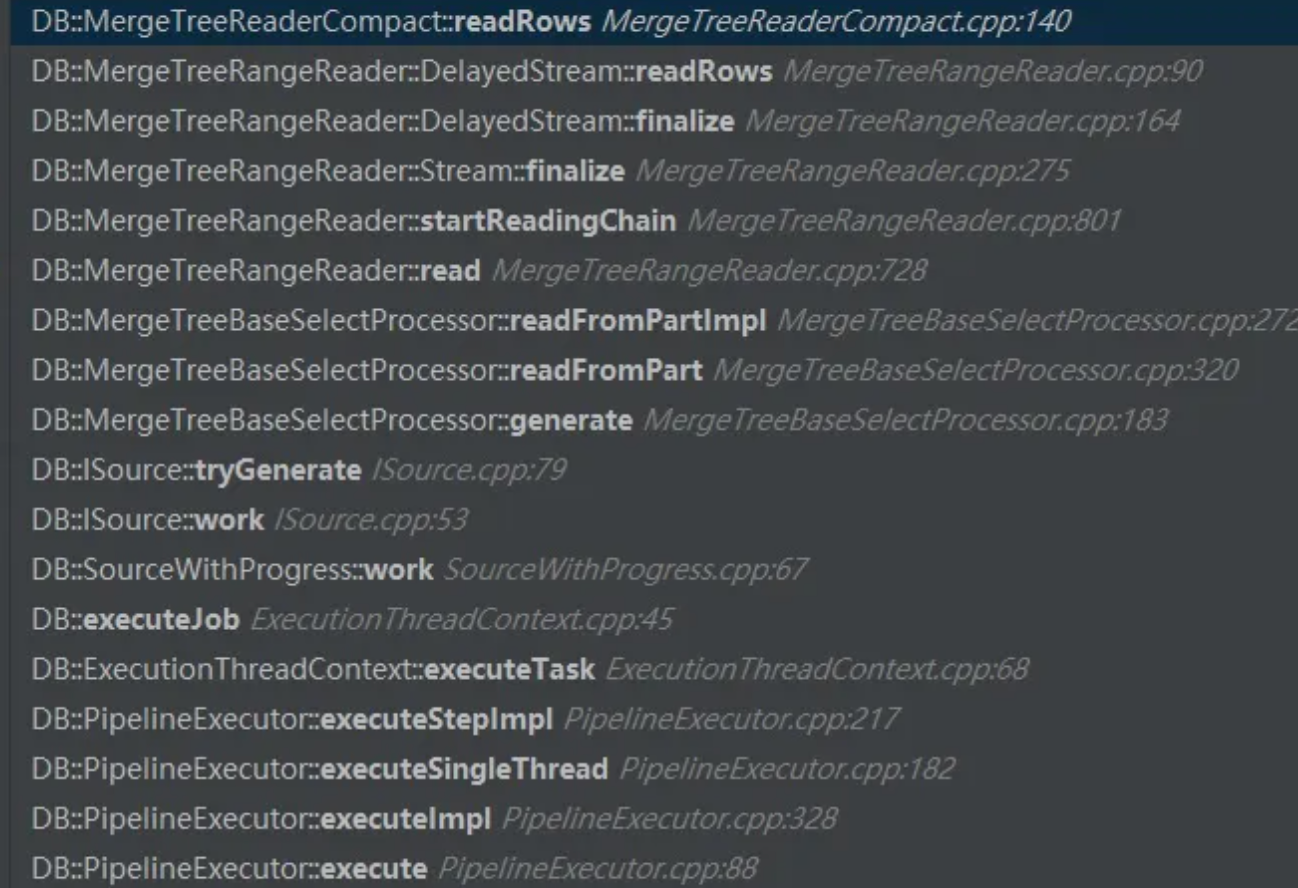 DB::MergeTreeReaderCompact::readRows MergeTreeReaderCompact.cpp:140
DB::MergeTreeRangeReader::DelayedStream::readRows MergeTreeRangeReader.cpp:90
DB::MergeTreeRangeReader::DelayedStream::finalize MergeTreeRangeReader.cpp:164
DB::MergeTreeRangeReader::Stream::finalize MergeTreeRangeReader.cpp:275
DB::MergeTreeRangeReader::startReadingChain MergeTreeRangeReader.cpp:801
DB::MergeTreeRangeReader::read MergeTreeRangeReader.cpp:728
DB::MergeTreeBaseSelectProcessor::readFromPartImpl MergeTreeBaseSelectProcessor.cpp:272
DB::MergeTreeBaseSelectProcessor::readFromPart MergeTreeBaseSelectProcessor.cpp:320
DB::MergeTreeBaseSelectProcessor::generate MergeTreeBaseSelectProcessor.cpp:183
DB::ISource::tryGenerate ISource.cpp:79
DB::ISource::work ISource.cpp:53
DB::SourceWithProgress::work SourceWithProgress.cpp:67
DB::executeJob ExecutionThreadContext.cpp:45
DB::ExecutionThreadContext::executeTask ExecutionThreadContext.cpp:68
DB::PipelineExecutor::executeStepImpl PipelineExecutor.cpp:217
DB::PipelineExecutor::executeSingleThread PipelineExecutor.cpp:182
DB::PipelineExecutor::executeImpl PipelineExecutor.cpp:328
DB::PipelineExecutor::execute PipelineExecutor.cpp:88